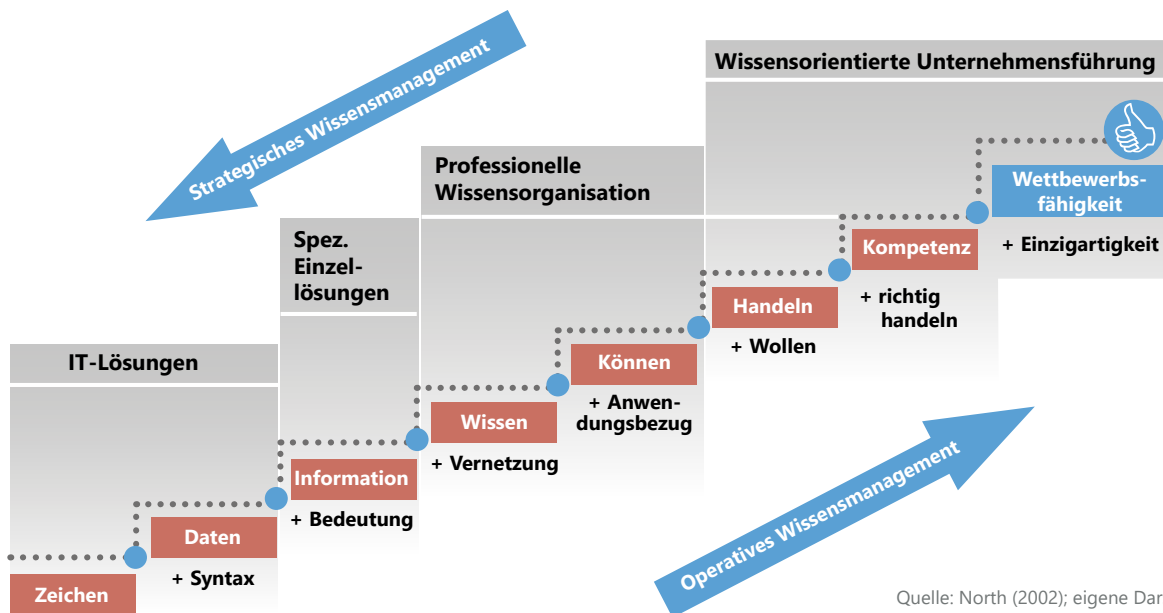 Strategisches Wissensmanagement
Wissensorientierte Unternehmensführung
Professionelle
Wissensorganisation
Spez.
Einzel-
lösungen
IT-Lösungen
Zeichen
Daten
+ Syntax
Information
+ Bedeutung
Wissen
+ Vernetzung
Können
+ Anwen-
dungsbezug
Handeln
+ Wollen
Kompetenz
+ richtig
handeln
Wettbewerbs-
fähigkeit
+ Einzigartigkeit
Operatives Wissensmanagement
Quelle: North (2002); eigene Dar